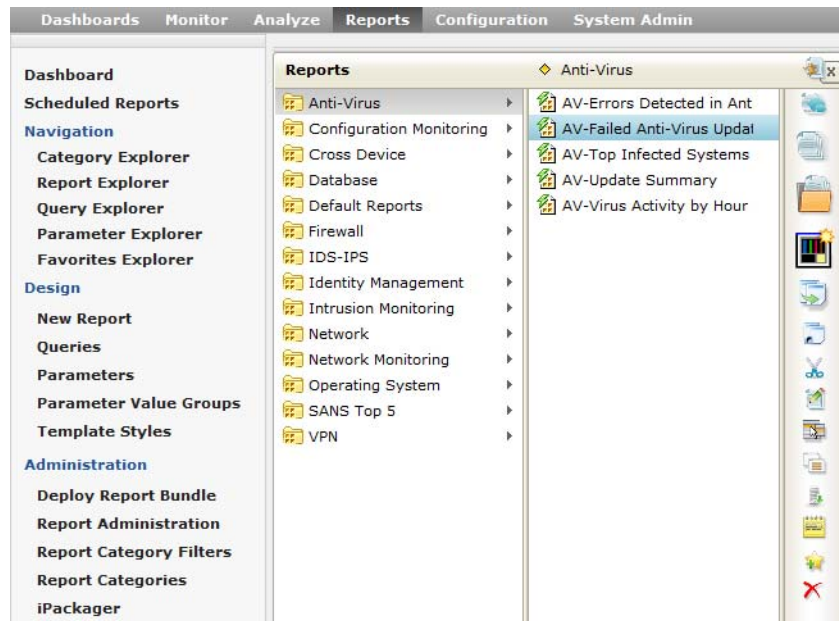 Dashboards Monitor Analyze Reports Configuration System Admin
Dashboard
Scheduled Reports
Navigation
Category Explorer
Report Explorer
Query Explorer
Parameter Explorer
Favorites Explorer
Design
New Report
Queries
Parameters
Parameter Value Groups
Template Styles
Administration
Deploy Report Bundle
Report Administration
Report Category Filters
Report Categories
iPackager
Reports
Anti-Virus
Configuration Monitoring
Cross Device
Database
Default Reports
Firewall
IDS-IPS
Identity Management
Intrusion Monitoring
Network
Network Monitoring
Operating System
SANS Top 5
VPN
Anti-Virus
AV-Errors Detected in Ant
AV-Failed Anti-Virus Updat
AV-Top Infected Systems
AV-Update Summary
AV-Virus Activity by Hour
x